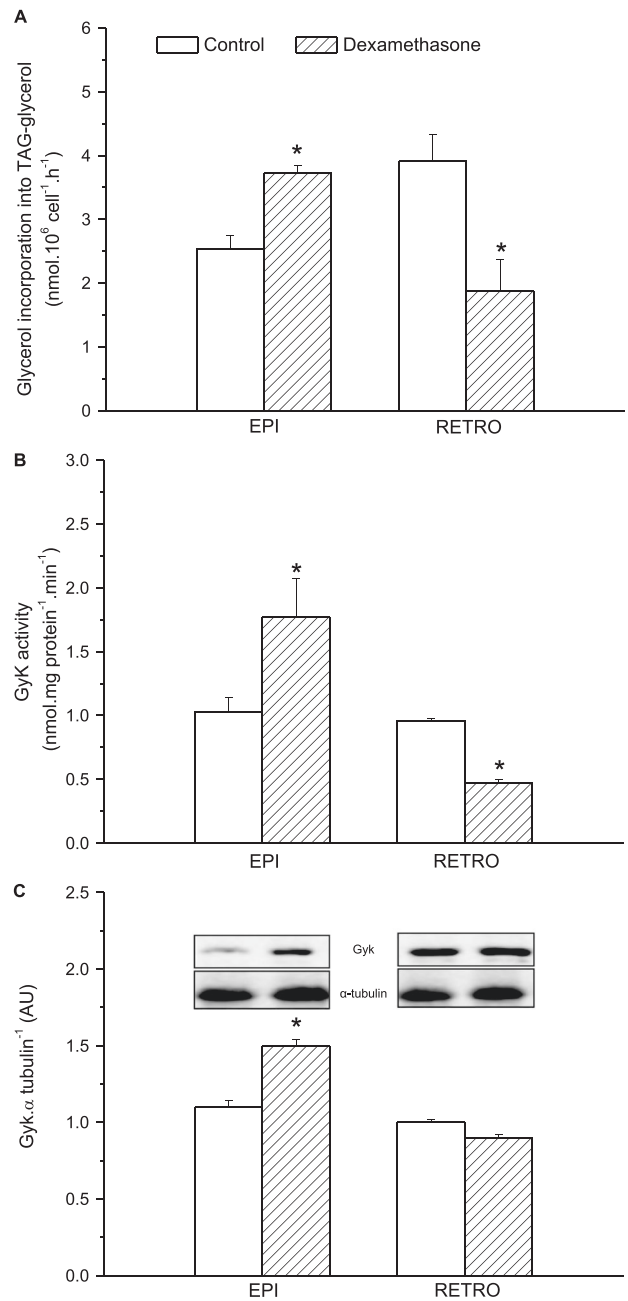 A
Control
Dexamethasone
Glycerol incorporation into TAG-glycerol
(nmol.10⁶ cell⁻¹.h⁻¹)
6
5
4
3
2
1
0
*
*
EPI
RETRO
B
GyK activity
(nmol.mg protein⁻¹.min⁻¹)
3.0
2.5
2.0
1.5
1.0
0.5
0.0
*
*
EPI
RETRO
C
Gyk.α tubulin⁻¹ (AU)
2.5
2.0
1.5
1.0
0.5
0.0
Gyk
α-tubulin
*
EPI
RETRO